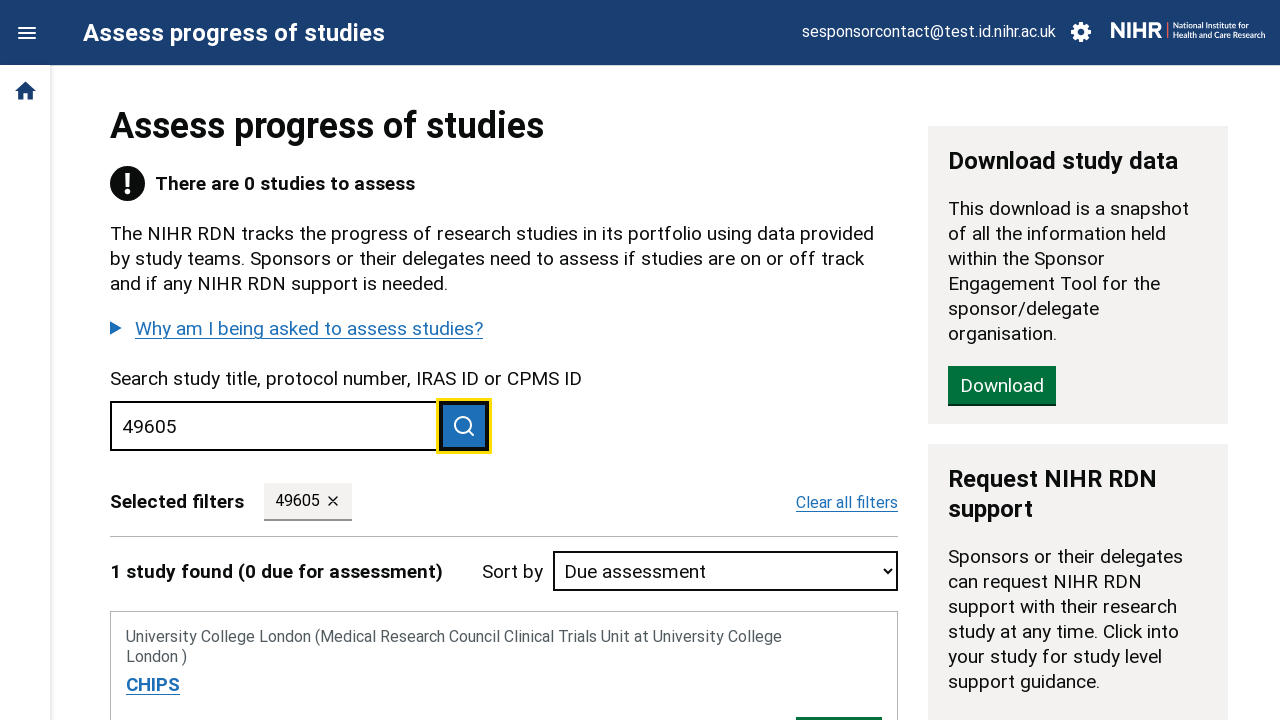 Assess progress of studies
sesponsorcontact@test.id.nihr.ac.uk
NIHR
National Institute for
Health and Care Research
Assess progress of studies
There are 0 studies to assess
The NIHR RDN tracks the progress of research studies in its portfolio using data provided
by study teams. Sponsors or their delegates need to assess if studies are on or off track
and if any NIHR RDN support is needed.
Why am I being asked to assess studies?
Search study title, protocol number, IRAS ID or CPMS ID
49605
Selected filters
49605
Clear all filters
1 study found (0 due for assessment)
Sort by
Due assessment
University College London (Medical Research Council Clinical Trials Unit at University College
London )
CHIPS
Download study data
This download is a snapshot
of all the information held
within the Sponsor
Engagement Tool for the
sponsor/delegate
organisation.
Download
Request NIHR RDN
support
Sponsors or their delegates
can request NIHR RDN
support with their research
study at any time. Click into
your study for study level
support guidance.